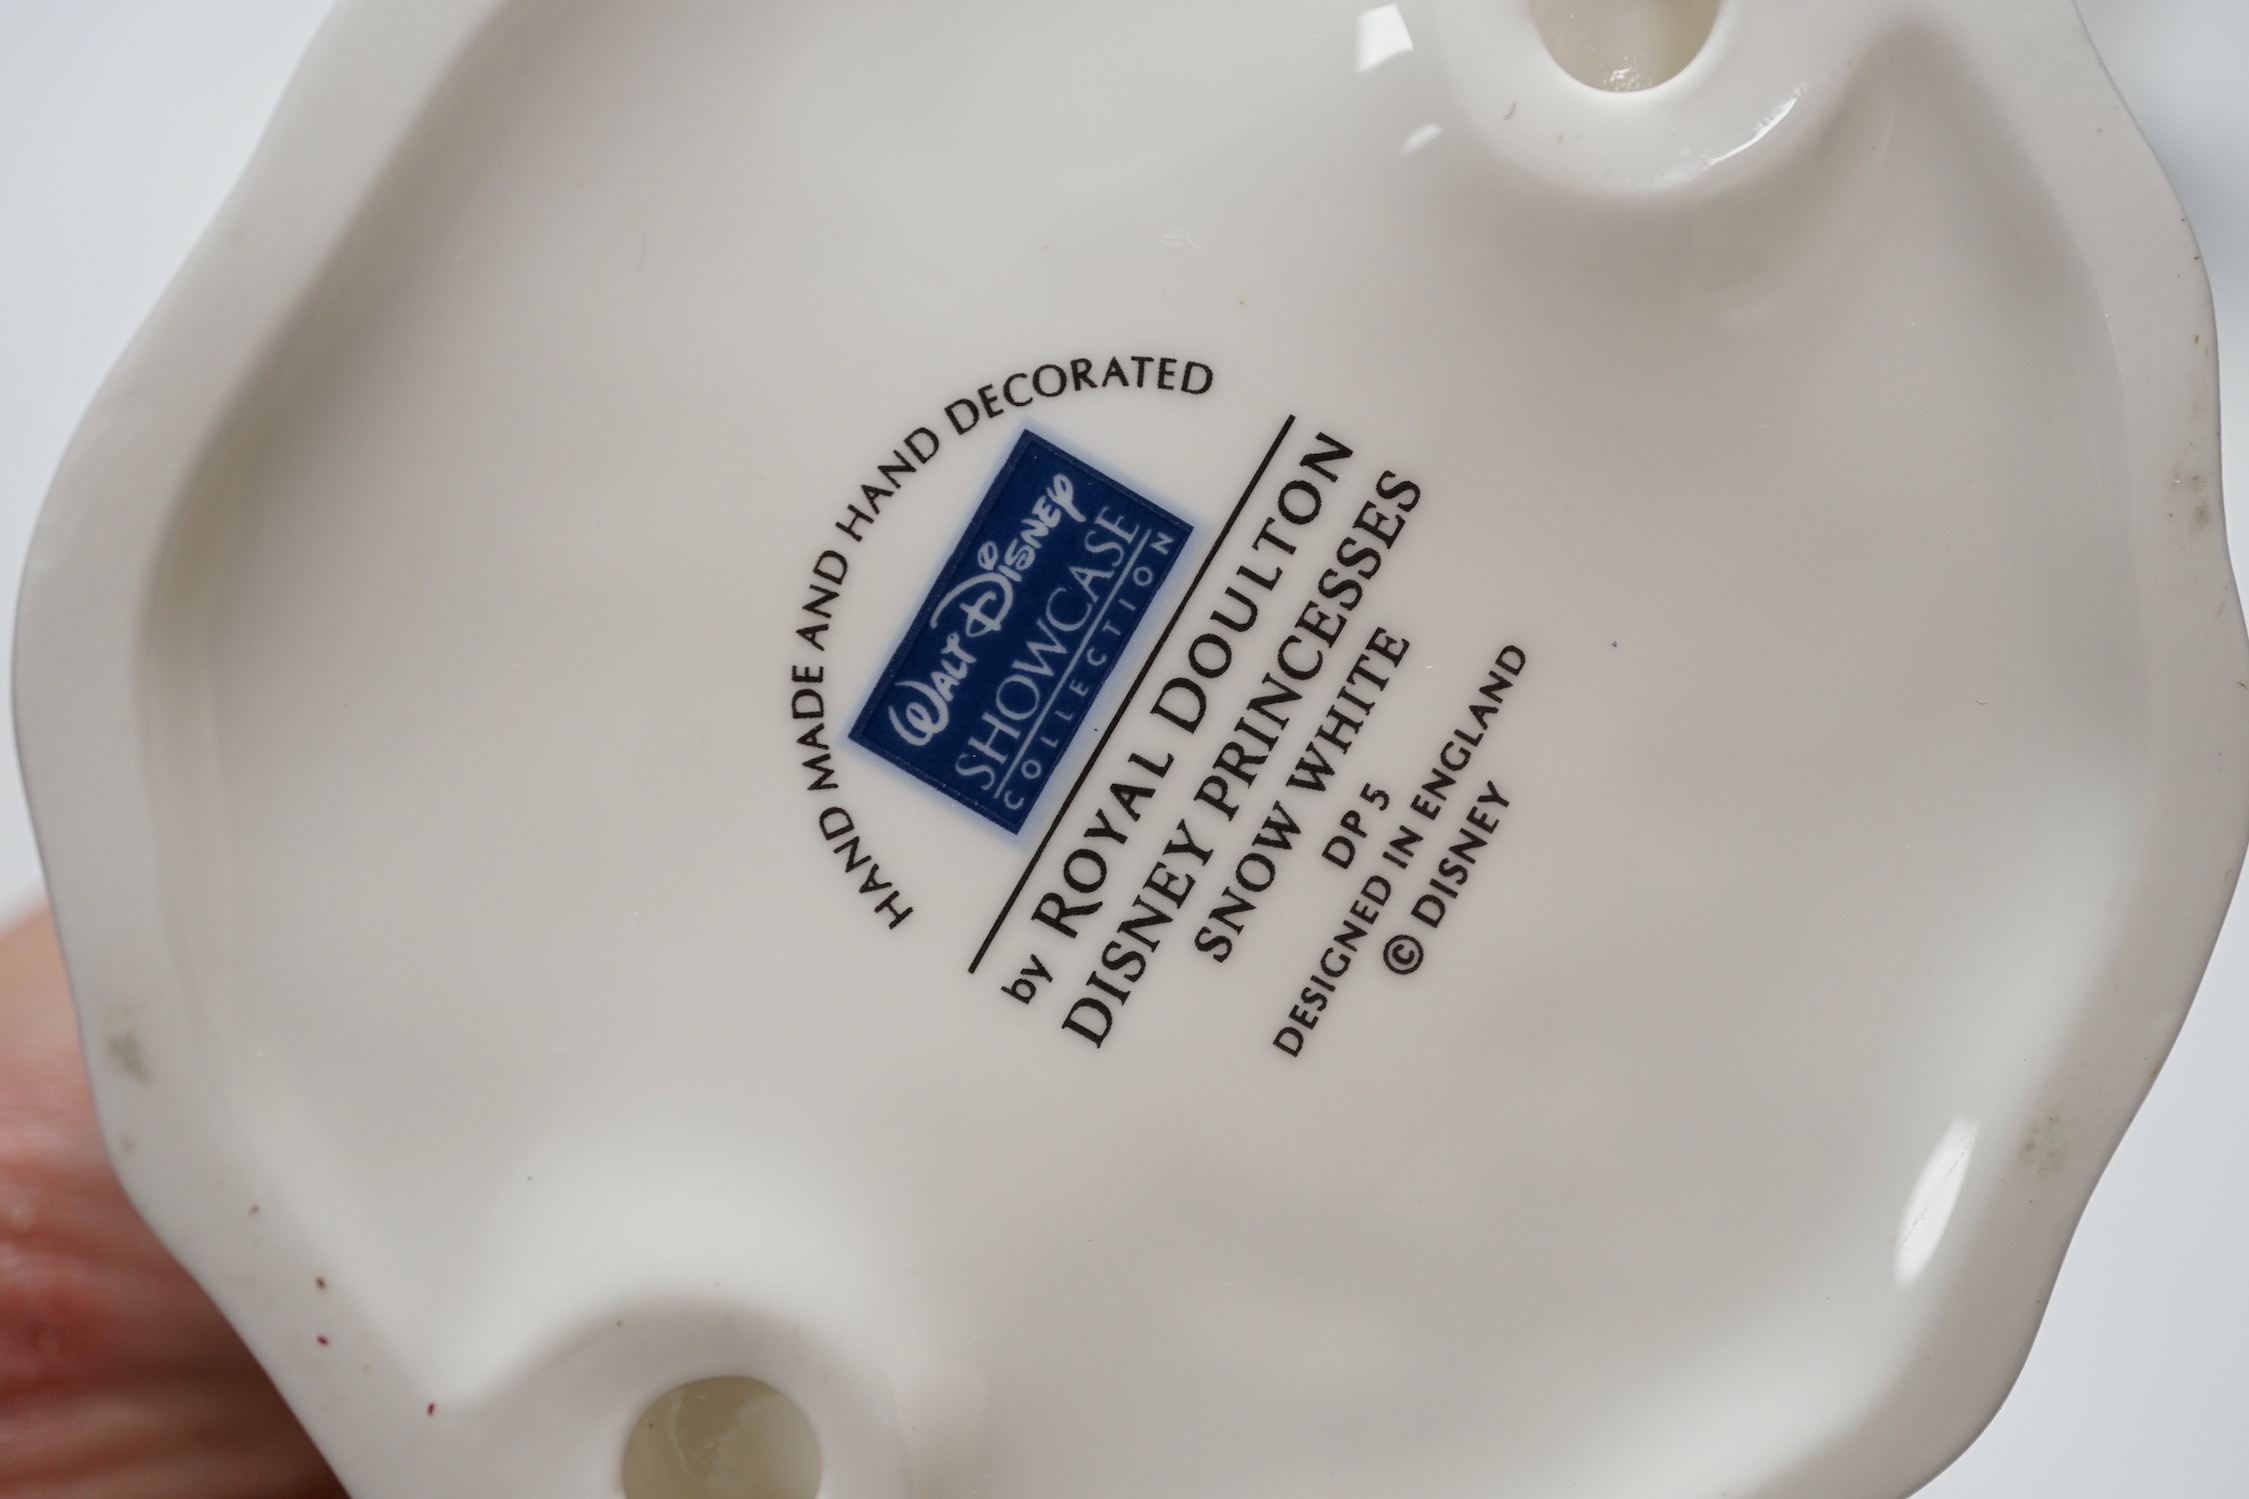 HAND MADE AND HAND DECORATED
WALT DISNEY
SHOWCASE
COLLECTION
by ROYAL DOULTON
DISNEY PRINCESSES
SNOW WHITE
DP 5
DESIGNED IN ENGLAND
© DISNEY